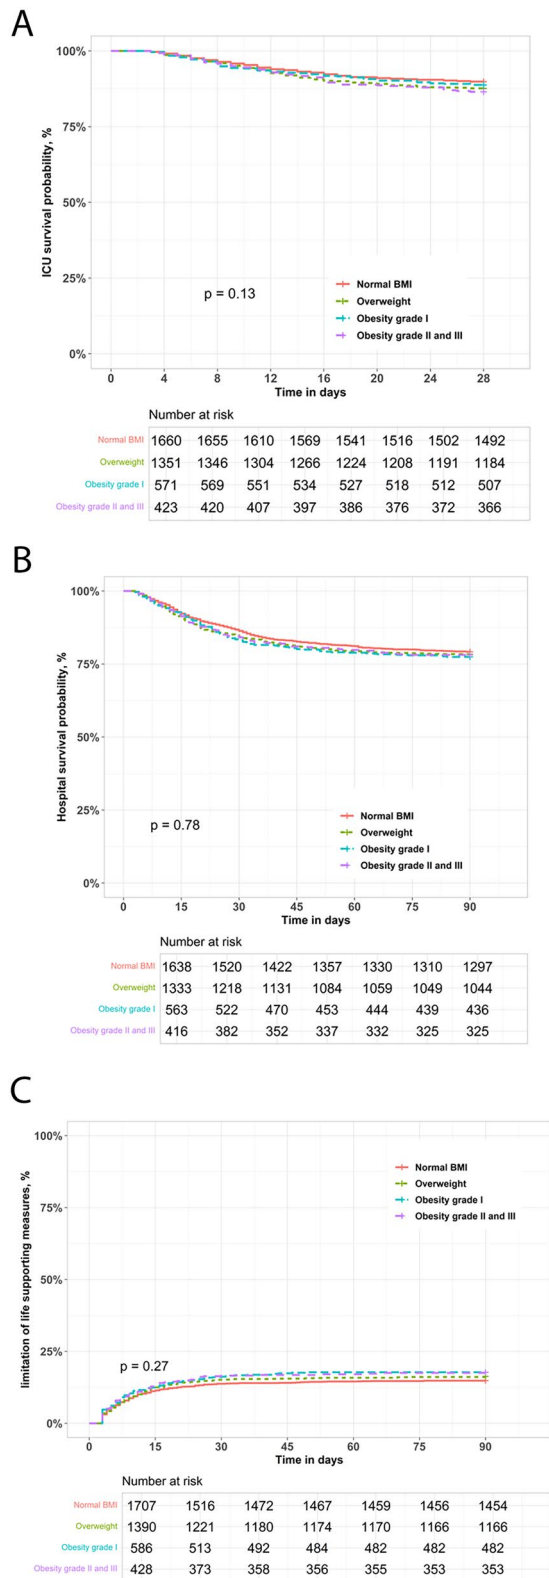 A
100%
75%
50%
25%
0%
ICU survival probability, %
p = 0.13
Normal BMI
Overweight
Obesity grade I
Obesity grade II and III
0 4 8 12 16 20 24 28
Time in days
Number at risk
Normal BMI 1660 1655 1610 1569 1541 1516 1502 1492
Overweight 1351 1346 1304 1266 1224 1208 1191 1184
Obesity grade I 571 569 551 534 527 518 512 507
Obesity grade II and III 423 420 407 397 386 376 372 366
B
100%
75%
50%
25%
0%
Hospital survival probability, %
p = 0.78
Normal BMI
Overweight
Obesity grade I
Obesity grade II and III
0 15 30 45 60 75 90
Time in days
Number at risk
Normal BMI 1638 1520 1422 1357 1330 1310 1297
Overweight 1333 1218 1131 1084 1059 1049 1044
Obesity grade I 563 522 470 453 444 439 436
Obesity grade II and III 416 382 352 337 332 325 325
C
100%
75%
50%
25%
0%
limitation of life supporting measures, %
Normal BMI
Overweight
Obesity grade I
Obesity grade II and III
p = 0.27
0 15 30 45 60 75 90
Time in days
Number at risk
Normal BMI 1707 1516 1472 1467 1459 1456 1454
Overweight 1390 1221 1180 1174 1170 1166 1166
Obesity grade I 586 513 492 484 482 482 482
Obesity grade II and III 428 373 358 356 355 353 353